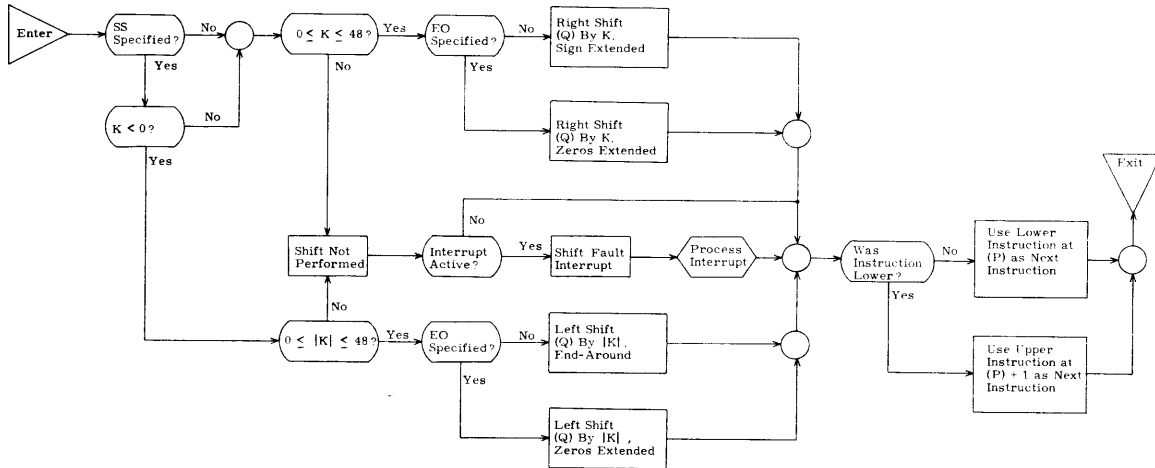 Enter
SS
Specified?
No
Yes
0 ≤ K ≤ 48?
Yes
No
EO
Specified?
No
Yes
Right Shift
(Q) By K,
Sign Extended
K < 0?
No
Yes
Right Shift
(Q) By K,
Zeros Extended
Exit
No
Shift Not
Performed
Interrupt
Active?
Yes
Shift Fault
Interrupt
Process
Interrupt
Was
Instruction
Lower?
No
Yes
Use Lower
Instruction at
(P) as Next
Instruction
No
0 ≤ |K| ≤ 48?
Yes
EO
Specified?
No
Yes
Left Shift
(Q) By |K|,
End-Around
Use Upper
Instruction at
(P) + 1 as Next
Instruction
Left Shift
(Q) By |K| ,
Zeros Extended